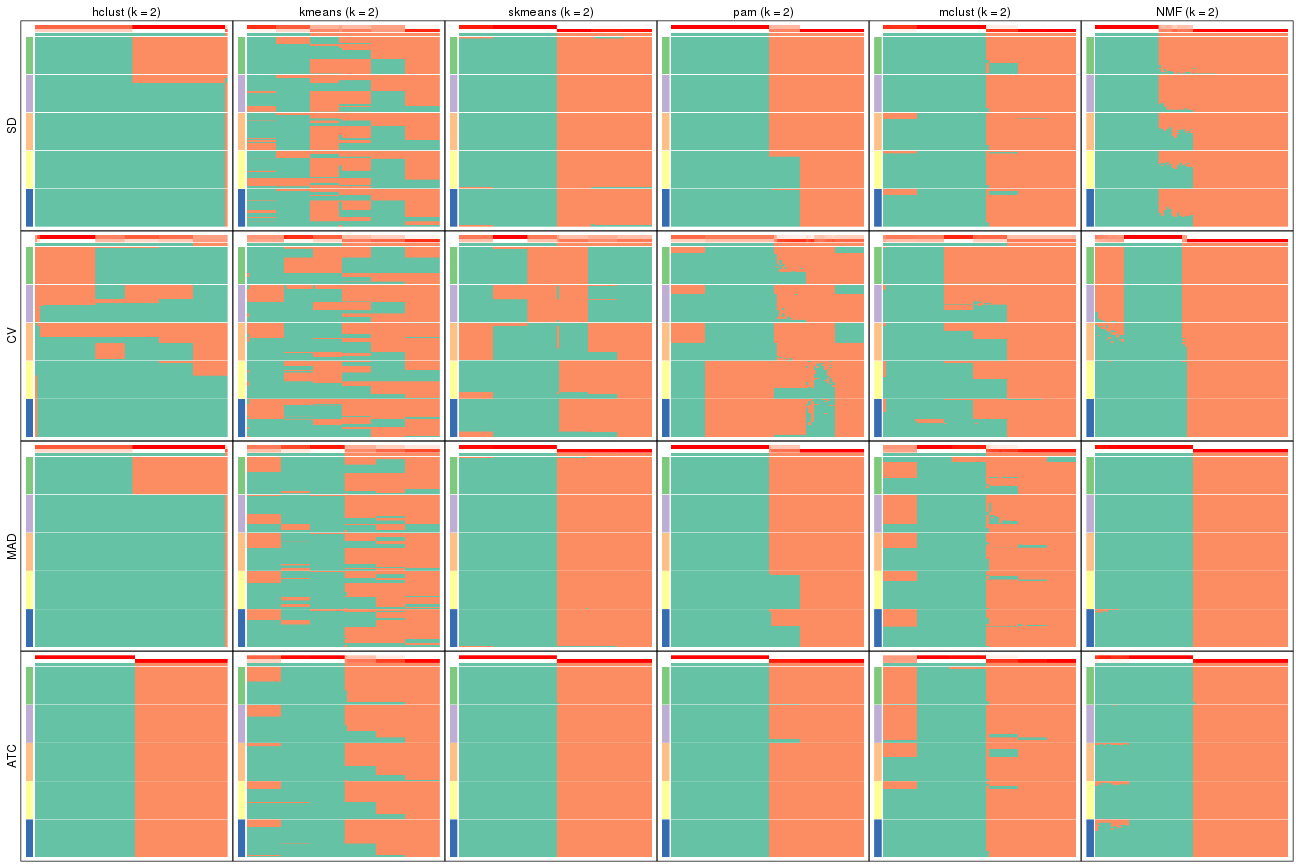 hclust (k = 2)
kmeans (k = 2)
skmeans (k = 2)
pam (k = 2)
mclust (k = 2)
NMF (k = 2)
SD
CV
MAD
ATC